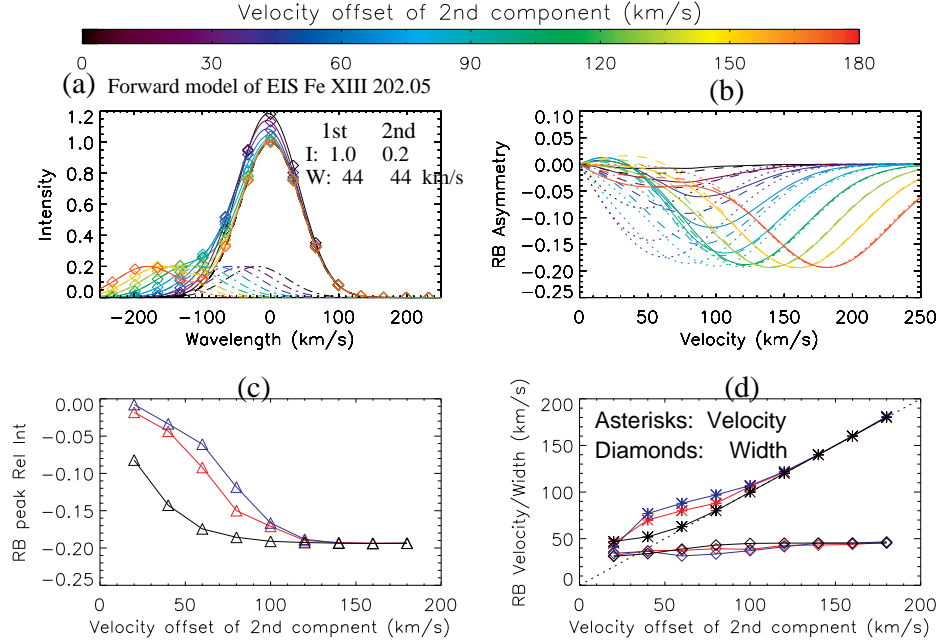 Velocity offset of 2nd component (km/s)
0 30 60 90 120 150 180
(a) Forward model of EIS Fe XIII 202.05
1st 2nd
I: 1.0 0.2
W: 44 44 km/s
Intensity
1.2
1.0
0.8
0.6
0.4
0.2
0.0
-200 -100 0 100 200
Wavelength (km/s)
(b)
RB Asymmetry
0.10
0.05
0.00
-0.05
-0.10
-0.15
-0.20
-0.25
0 50 100 150 200 250
Velocity (km/s)
(c)
RB peak Rel Int
0.00
-0.05
-0.10
-0.15
-0.20
-0.25
0 50 100 150 200
Velocity offset of 2nd compnent (km/s)
(d)
Asterisks: Velocity
Diamonds: Width
RB Velocity/Width (km/s)
200
150
100
50
0
0 50 100 150 200
Velocity offset of 2nd compnent (km/s)